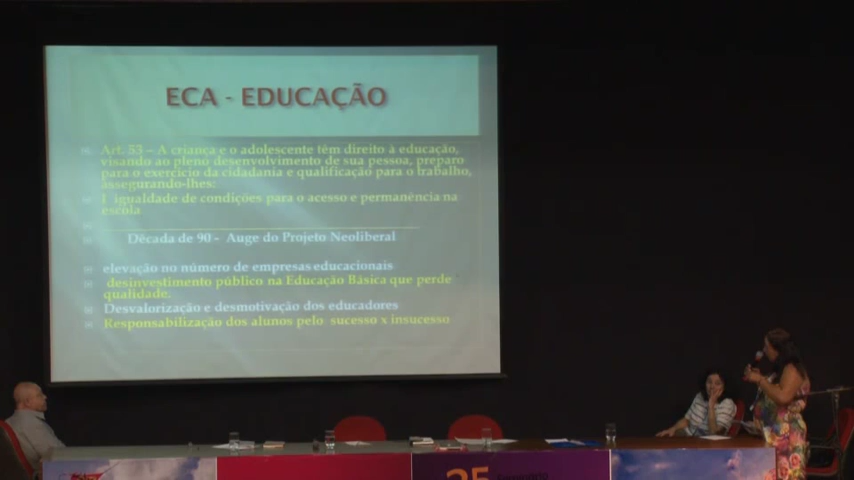 ECA - EDUCAÇÃO
Art. 53 – A criança e o adolescente têm direito à educação,
visando ao pleno desenvolvimento de sua pessoa, preparo
para o exercício da cidadania e qualificação para o trabalho,
assegurando-lhes:
I igualdade de condições para o acesso e permanência na
escola
Década de 90 - Auge do Projeto Neoliberal
elevação no número de empresas educacionais
desinvestimento público na Educação Básica que perde
qualidade.
Desvalorização e desmotivação dos educadores
Responsabilização dos alunos pelo sucesso x insucesso
25